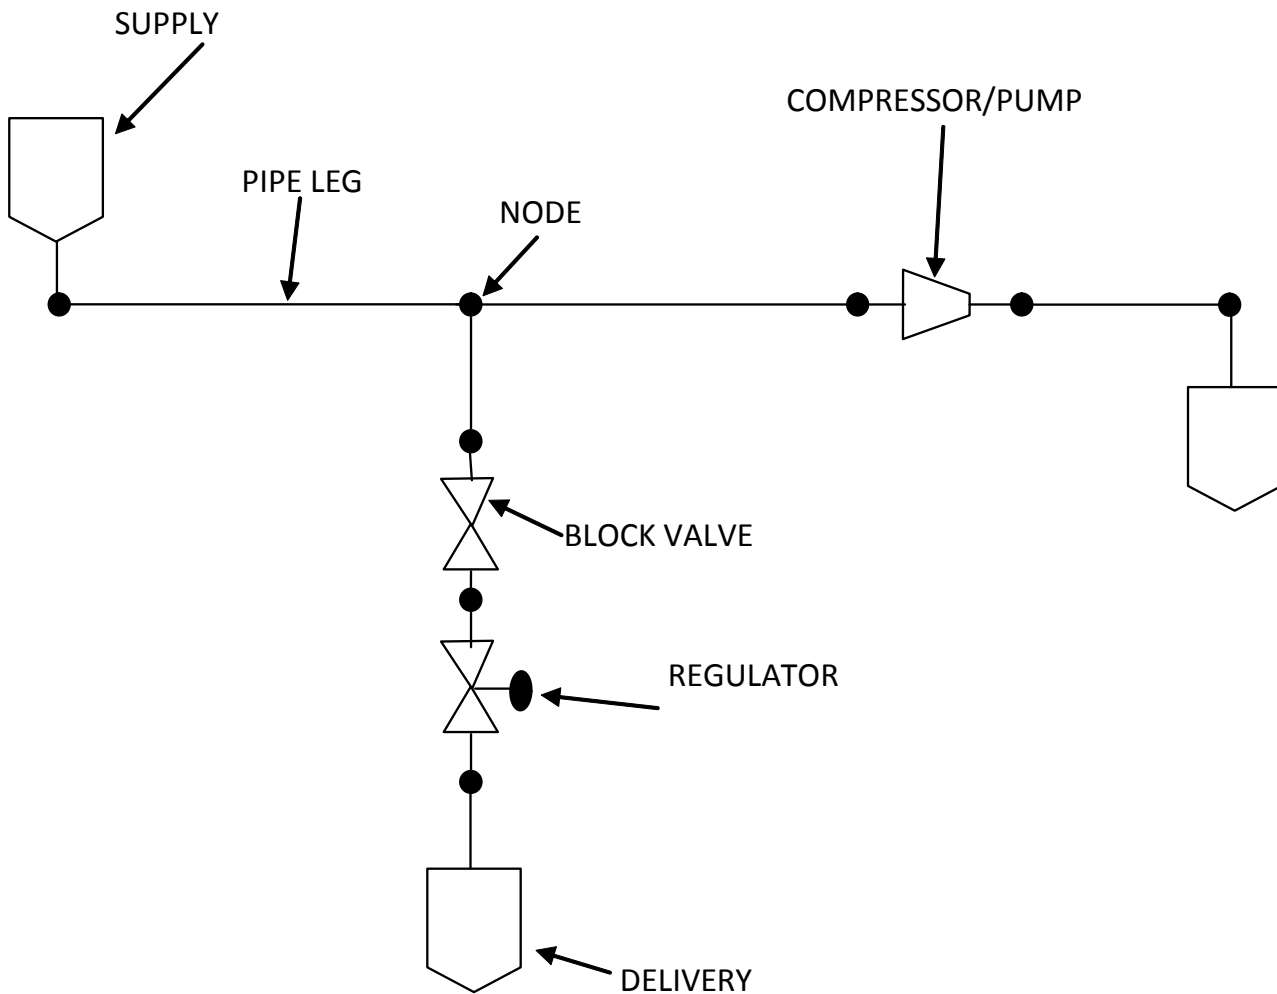 SUPPLY
COMPRESSOR/PUMP
PIPE LEG
NODE
BLOCK VALVE
REGULATOR
DELIVERY